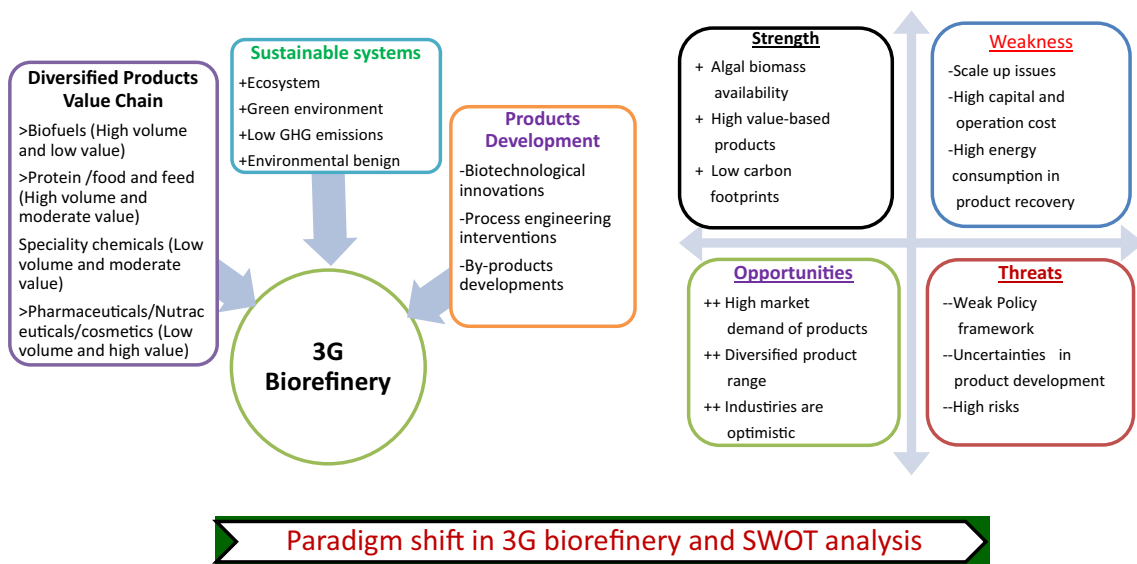 Diversified Products
Value Chain
>Biofuels (High volume
and low value)
>Protein /food and feed
(High volume and
moderate value)
Speciality chemicals (Low
volume and moderate
value)
>Pharmaceuticals/Nutrac
euticals/cosmetics (Low
volume and high value)
Sustainable systems
+Ecosystem
+Green environment
+Low GHG emissions
+Environmental benign
Products
Development
-Biotechnological
innovations
-Process engineering
interventions
-By-products
developments
3G
Biorefinery
Strength
+ Algal biomass
availability
+ High value-based
products
+ Low carbon
footprints
Weakness
-Scale up issues
-High capital and
operation cost
-High energy
consumption in
product recovery
Opportunities
++ High market
demand of products
++ Diversified product
range
++ Industiries are
optimistic
Threats
--Weak Policy
framework
--Uncertainties in
product development
--High risks
Paradigm shift in 3G biorefinery and SWOT analysis